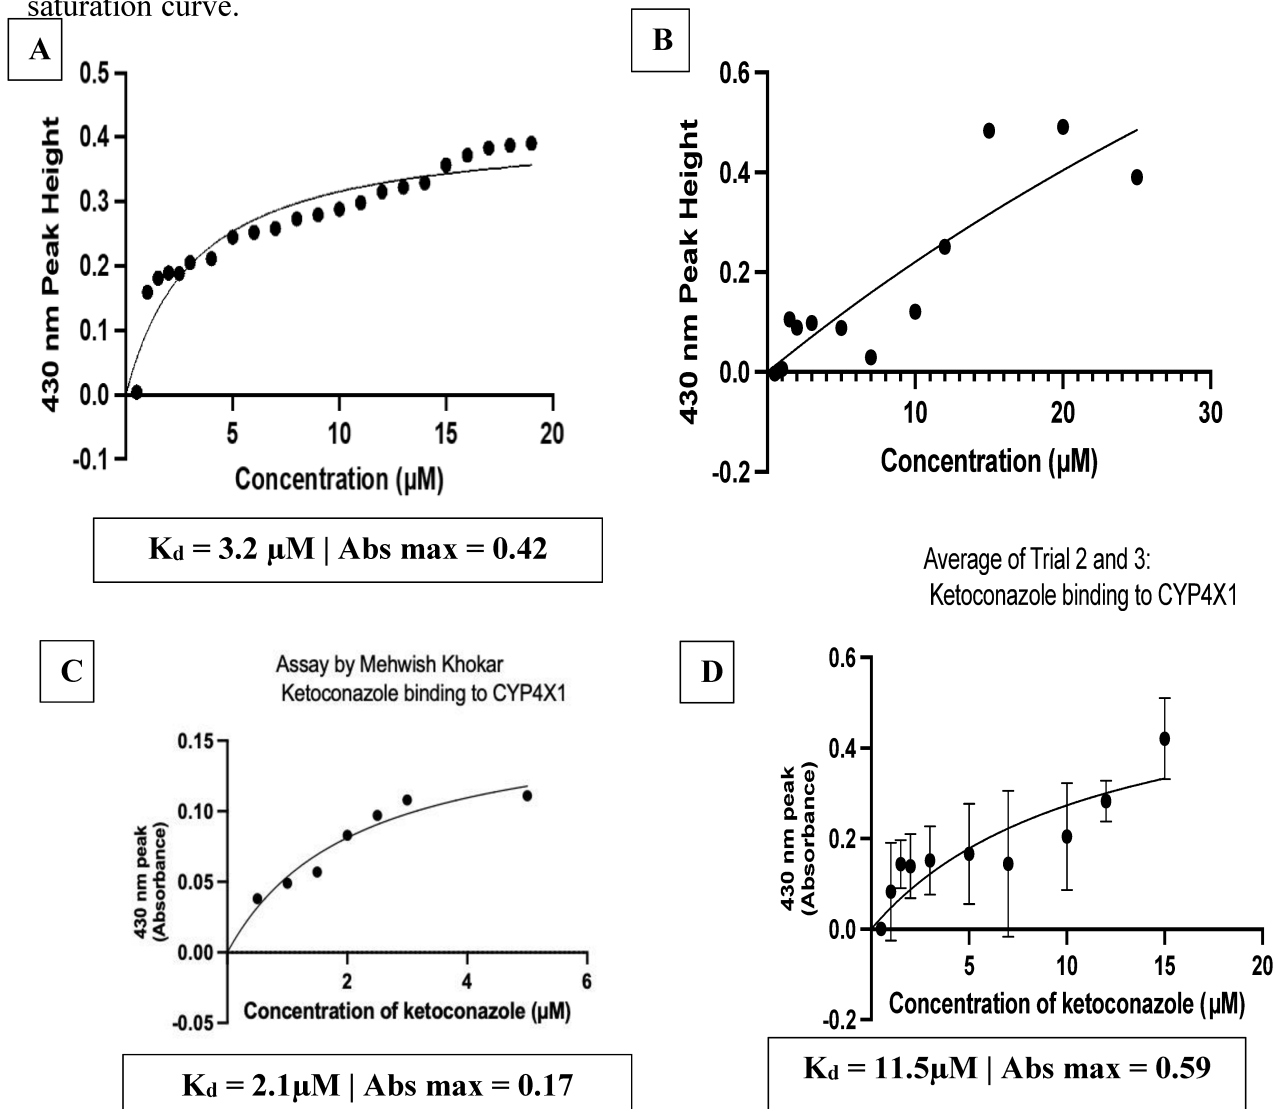 saturation curve.
A
0.5
0.4
0.3
0.2
0.1
0.0
-0.1
430 nm Peak Height
5
10
15
20
Concentration (µM)
Kd = 3.2 µM | Abs max = 0.42
B
0.6
0.4
0.2
0.0
-0.2
430 nm Peak Height
10
20
30
Concentration (µM)
C
Assay by Mehwish Khokar
Ketoconazole binding to CYP4X1
0.15
0.10
0.05
0.00
-0.05
430 nm peak
(Absorbance)
2
4
6
Concentration of ketoconazole (µM)
Kd = 2.1µM | Abs max = 0.17
Average of Trial 2 and 3:
Ketoconazole binding to CYP4X1
D
0.6
0.4
0.2
0.0
-0.2
430 nm peak
(Absorbance)
5
10
15
20
Concentration of ketoconazole (µM)
Kd = 11.5µM | Abs max = 0.59